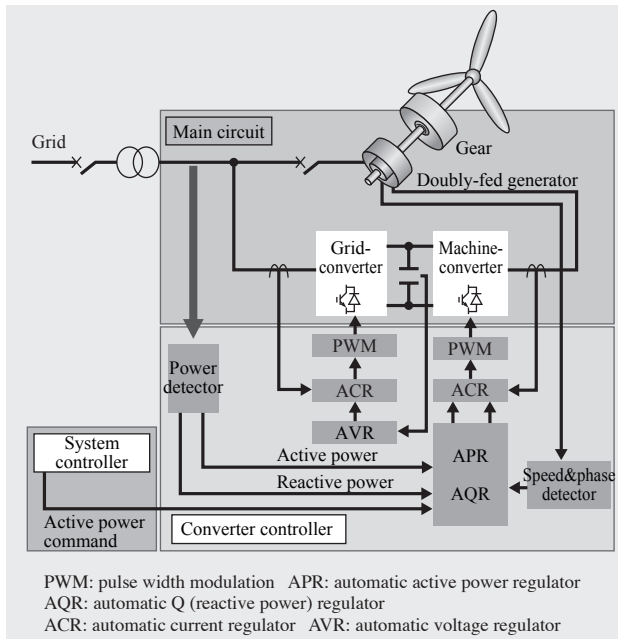 Grid
Main circuit
Gear
Doubly-fed generator
Grid-
converter
Machine-
converter
PWM
PWM
Power
detector
ACR
ACR
AVR
System
controller
Active power
APR
Speed&phase
detector
Reactive power
AQR
Active power
command
Converter controller
PWM: pulse width modulation APR: automatic active power regulator
AQR: automatic Q (reactive power) regulator
ACR: automatic current regulator AVR: automatic voltage regulator